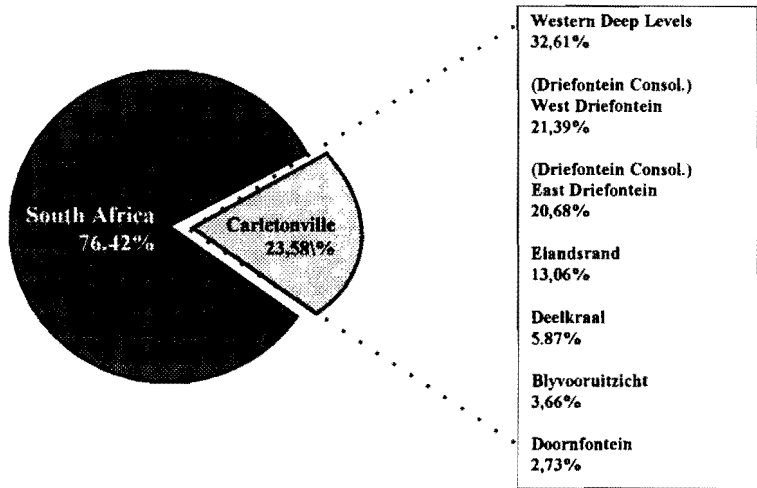 South Africa
76.42%
Carletonville
23,58\%
Western Deep Levels
32,61%
(Driefontein Consol.)
West Driefontein
21,39%
(Driefontein Consol.)
East Driefontein
20,68%
Elandsrand
13,06%
Deelkraal
5.87%
Blyvooruitzicht
3,66%
Doornfontein
2,73%